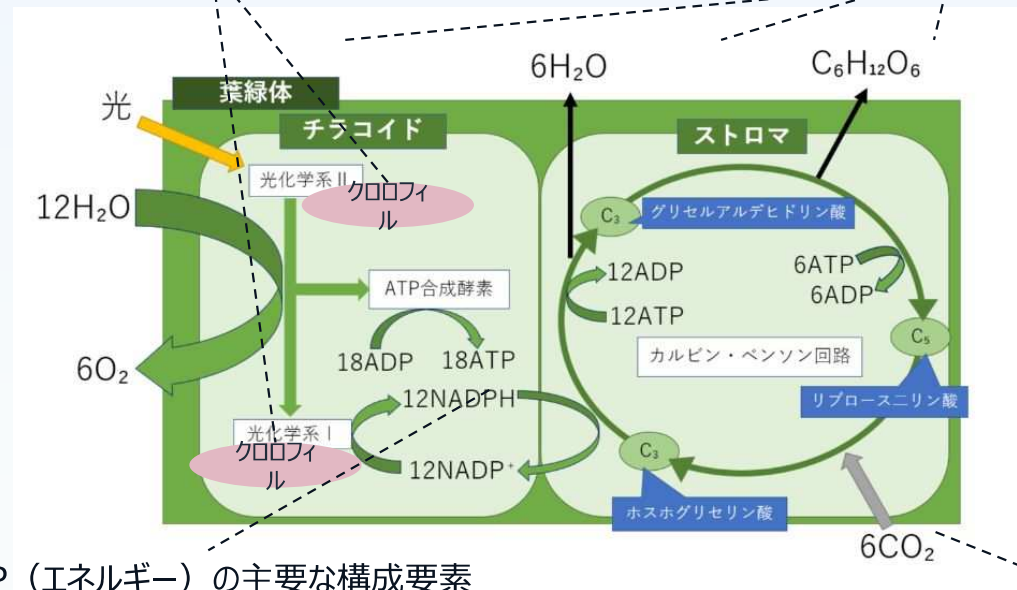 6H₂O
C₆H₁₂O₆
葉緑体
光
チラコイド
ストロマ
光化学系Ⅱ
クロロフィ
ル
12H₂O
C₃
グリセルアルデヒドリン酸
ATP合成酵素
12ADP
12ATP
6ATP
6ADP
18ADP
18ATP
カルビン・ベンソン回路
C₅
リブロース二リン酸
6O₂
12NADPH
光化学系Ⅰ
クロロフィ
ル
12NADP⁺
C₃
ホスホグリセリン酸
6CO₂
P（エネルギー）の主要な構成要素